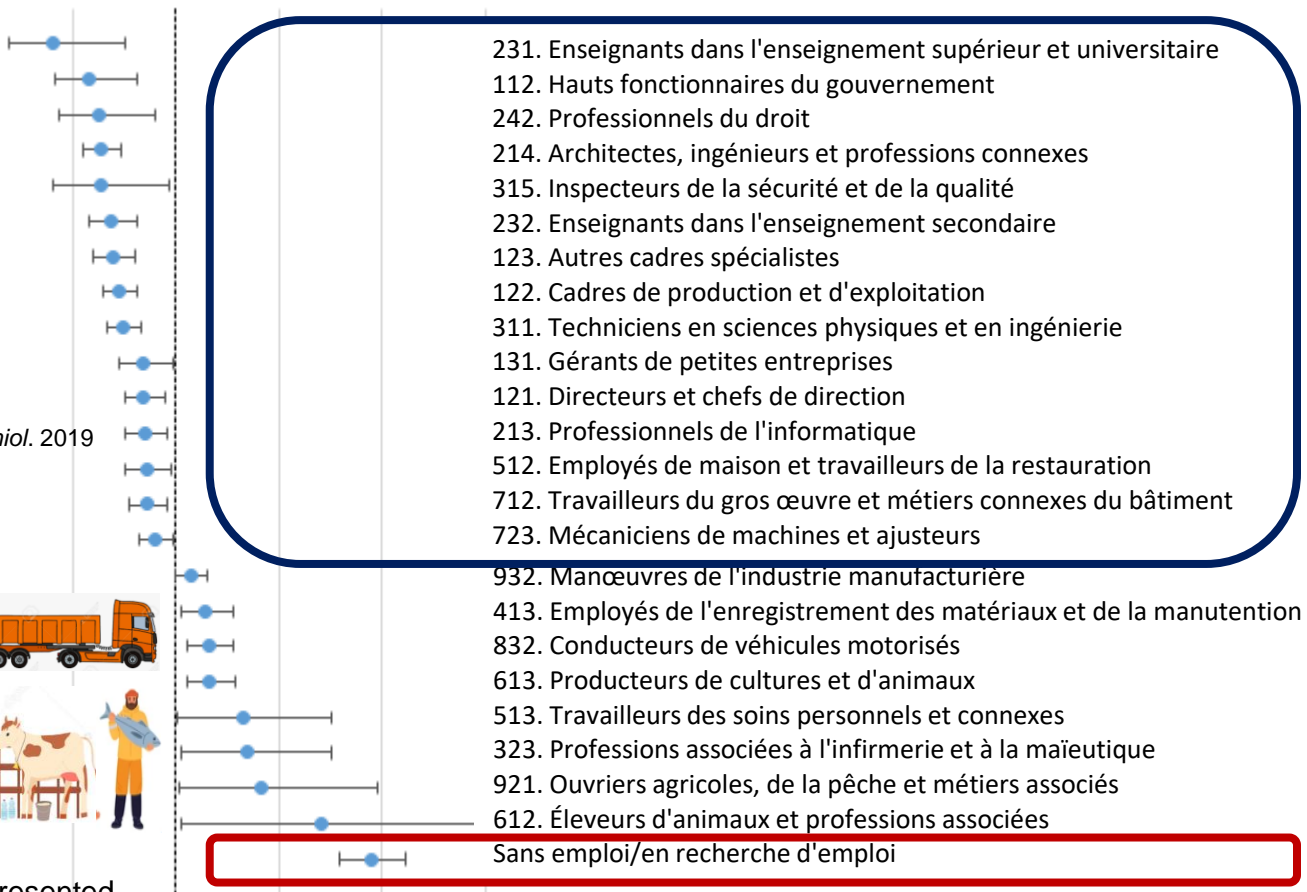 231. Enseignants dans l'enseignement supérieur et universitaire
112. Hauts fonctionnaires du gouvernement
242. Professionnels du droit
214. Architectes, ingénieurs et professions connexes
315. Inspecteurs de la sécurité et de la qualité
232. Enseignants dans l'enseignement secondaire
123. Autres cadres spécialistes
122. Cadres de production et d'exploitation
311. Techniciens en sciences physiques et en ingénierie
131. Gérants de petites entreprises
121. Directeurs et chefs de direction
niol. 2019
213. Professionnels de l'informatique
512. Employés de maison et travailleurs de la restauration
712. Travailleurs du gros œuvre et métiers connexes du bâtiment
723. Mécaniciens de machines et ajusteurs
932. Manœuvres de l'industrie manufacturière
413. Employés de l'enregistrement des matériaux et de la manutention
832. Conducteurs de véhicules motorisés
613. Producteurs de cultures et d'animaux
513. Travailleurs des soins personnels et connexes
323. Professions associées à l'infirmerie et à la maïeutique
921. Ouvriers agricoles, de la pêche et métiers associés
612. Éleveurs d'animaux et professions associées
Sans emploi/en recherche d'emploi
resented